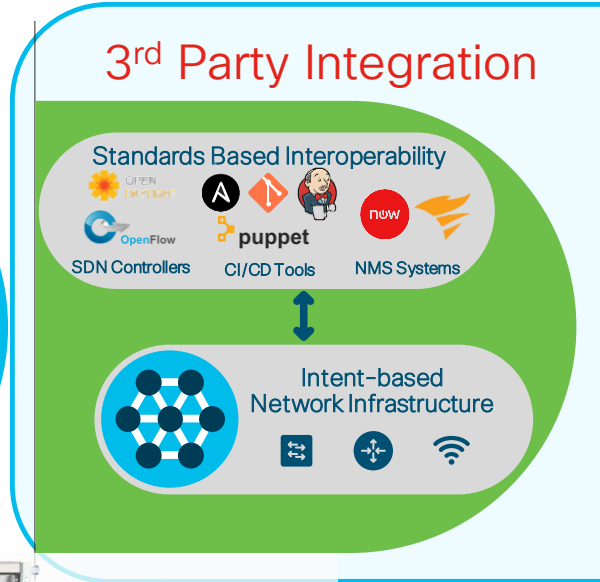 3rd Party Integration
Standards Based Interoperability
OPEN
DAYLIGHT
OpenFlow
puppet
now
SDN Controllers
CI/CD Tools
NMS Systems
Intent-based
Network Infrastructure